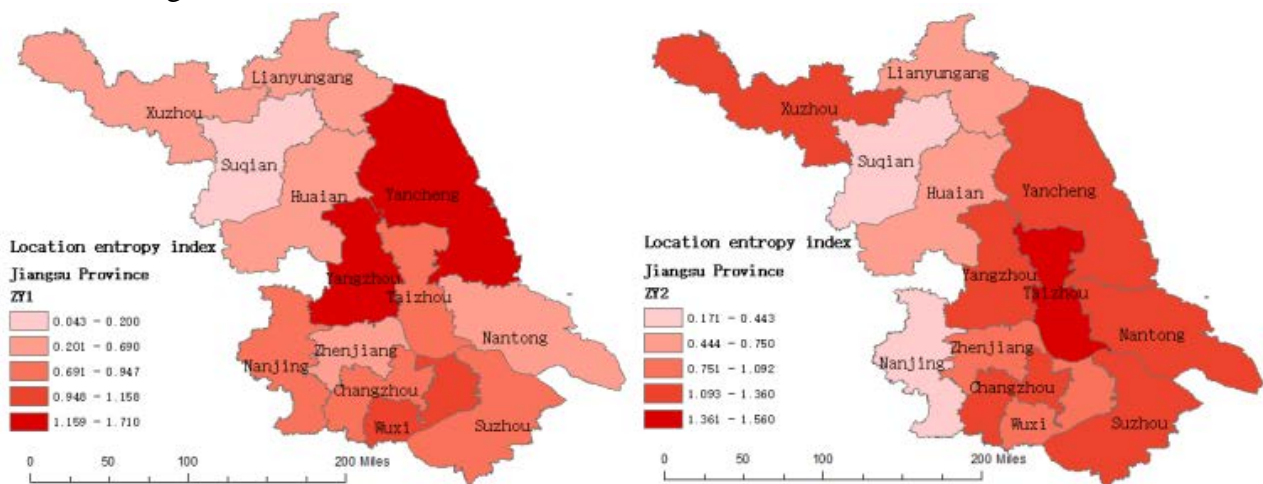 Lianyungang
Xuzhou
Suqian
Huaian
Yancheng
Location entropy index
Jiangsu Province
ZY1
0.043 - 0.200
0.201 - 0.690
0.691 - 0.947
0.948 - 1.158
1.159 - 1.710
Yangzhou
Taizhou
Nantong
Zhenjiang
Nanjing
Changzhou
Wuxi
Suzhou
0 50 100 200 Miles
Lianyungang
Xuzhou
Suqian
Huaian
Yancheng
Location entropy index
Jiangsu Province
ZY2
0.171 - 0.443
0.444 - 0.750
0.751 - 1.092
1.093 - 1.360
1.361 - 1.560
Yangzhou
Taizhou
Nantong
Zhenjiang
Nanjing
Changzhou
Wuxi
Suzhou
0 50 100 200 Miles